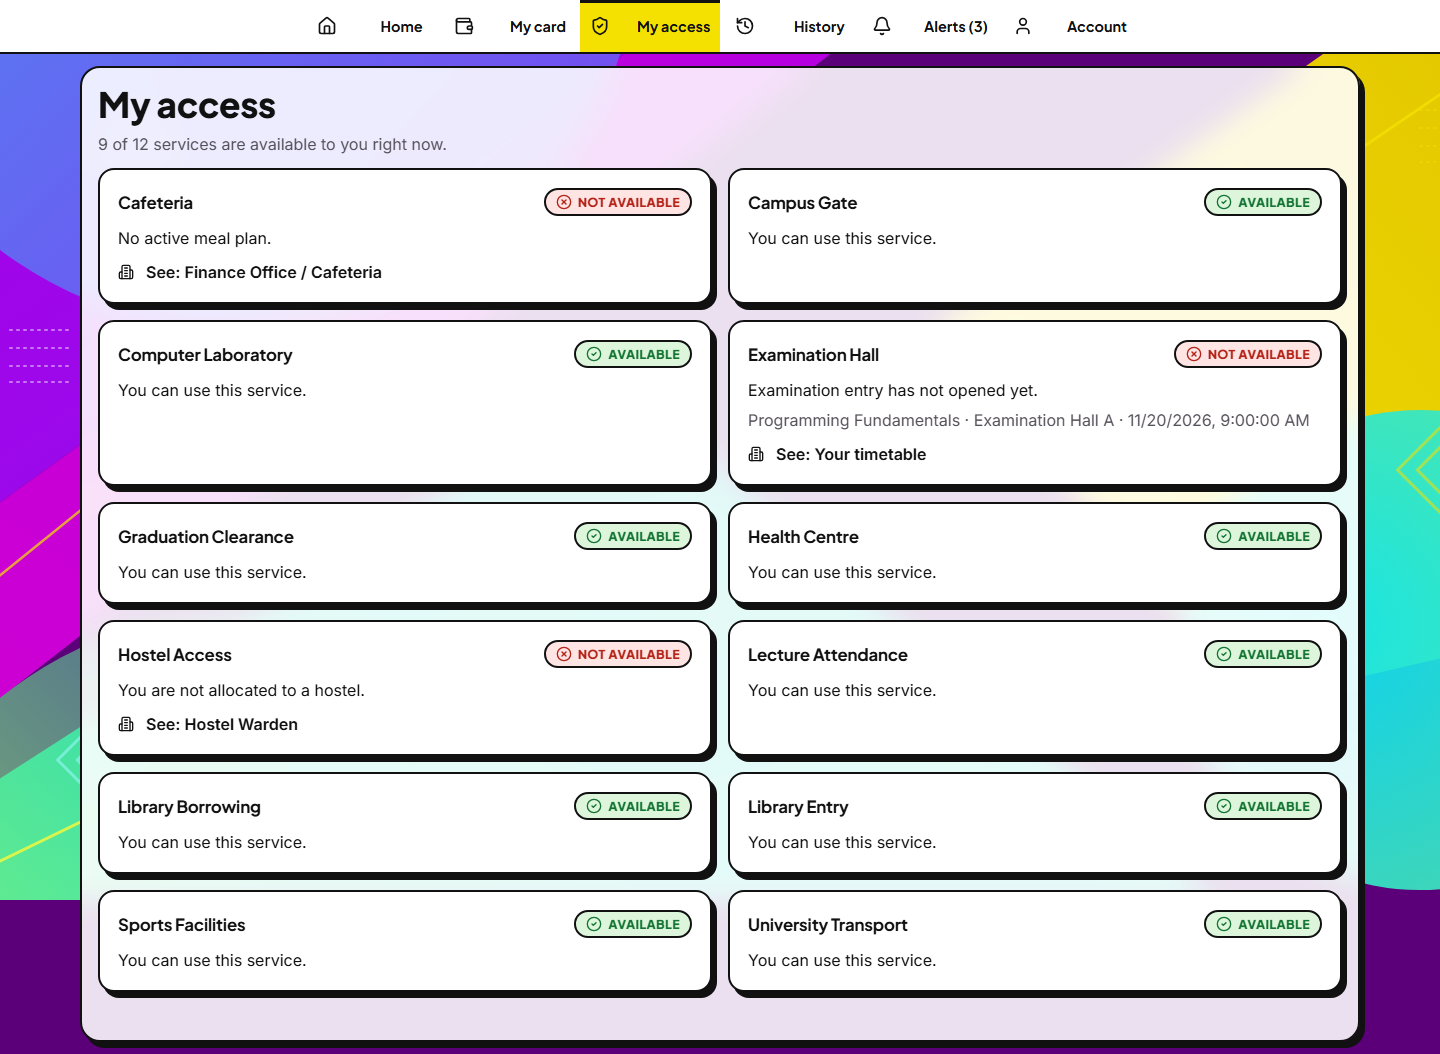 Home
My card
My access
History
Alerts (3)
Account
My access
9 of 12 services are available to you right now.
Cafeteria
NOT AVAILABLE
No active meal plan.
See: Finance Office / Cafeteria
Campus Gate
AVAILABLE
You can use this service.
Computer Laboratory
AVAILABLE
You can use this service.
Examination Hall
NOT AVAILABLE
Examination entry has not opened yet.
Programming Fundamentals · Examination Hall A · 11/20/2026, 9:00:00 AM
See: Your timetable
Graduation Clearance
AVAILABLE
You can use this service.
Health Centre
AVAILABLE
You can use this service.
Hostel Access
NOT AVAILABLE
You are not allocated to a hostel.
See: Hostel Warden
Lecture Attendance
AVAILABLE
You can use this service.
Library Borrowing
AVAILABLE
You can use this service.
Library Entry
AVAILABLE
You can use this service.
Sports Facilities
AVAILABLE
You can use this service.
University Transport
AVAILABLE
You can use this service.